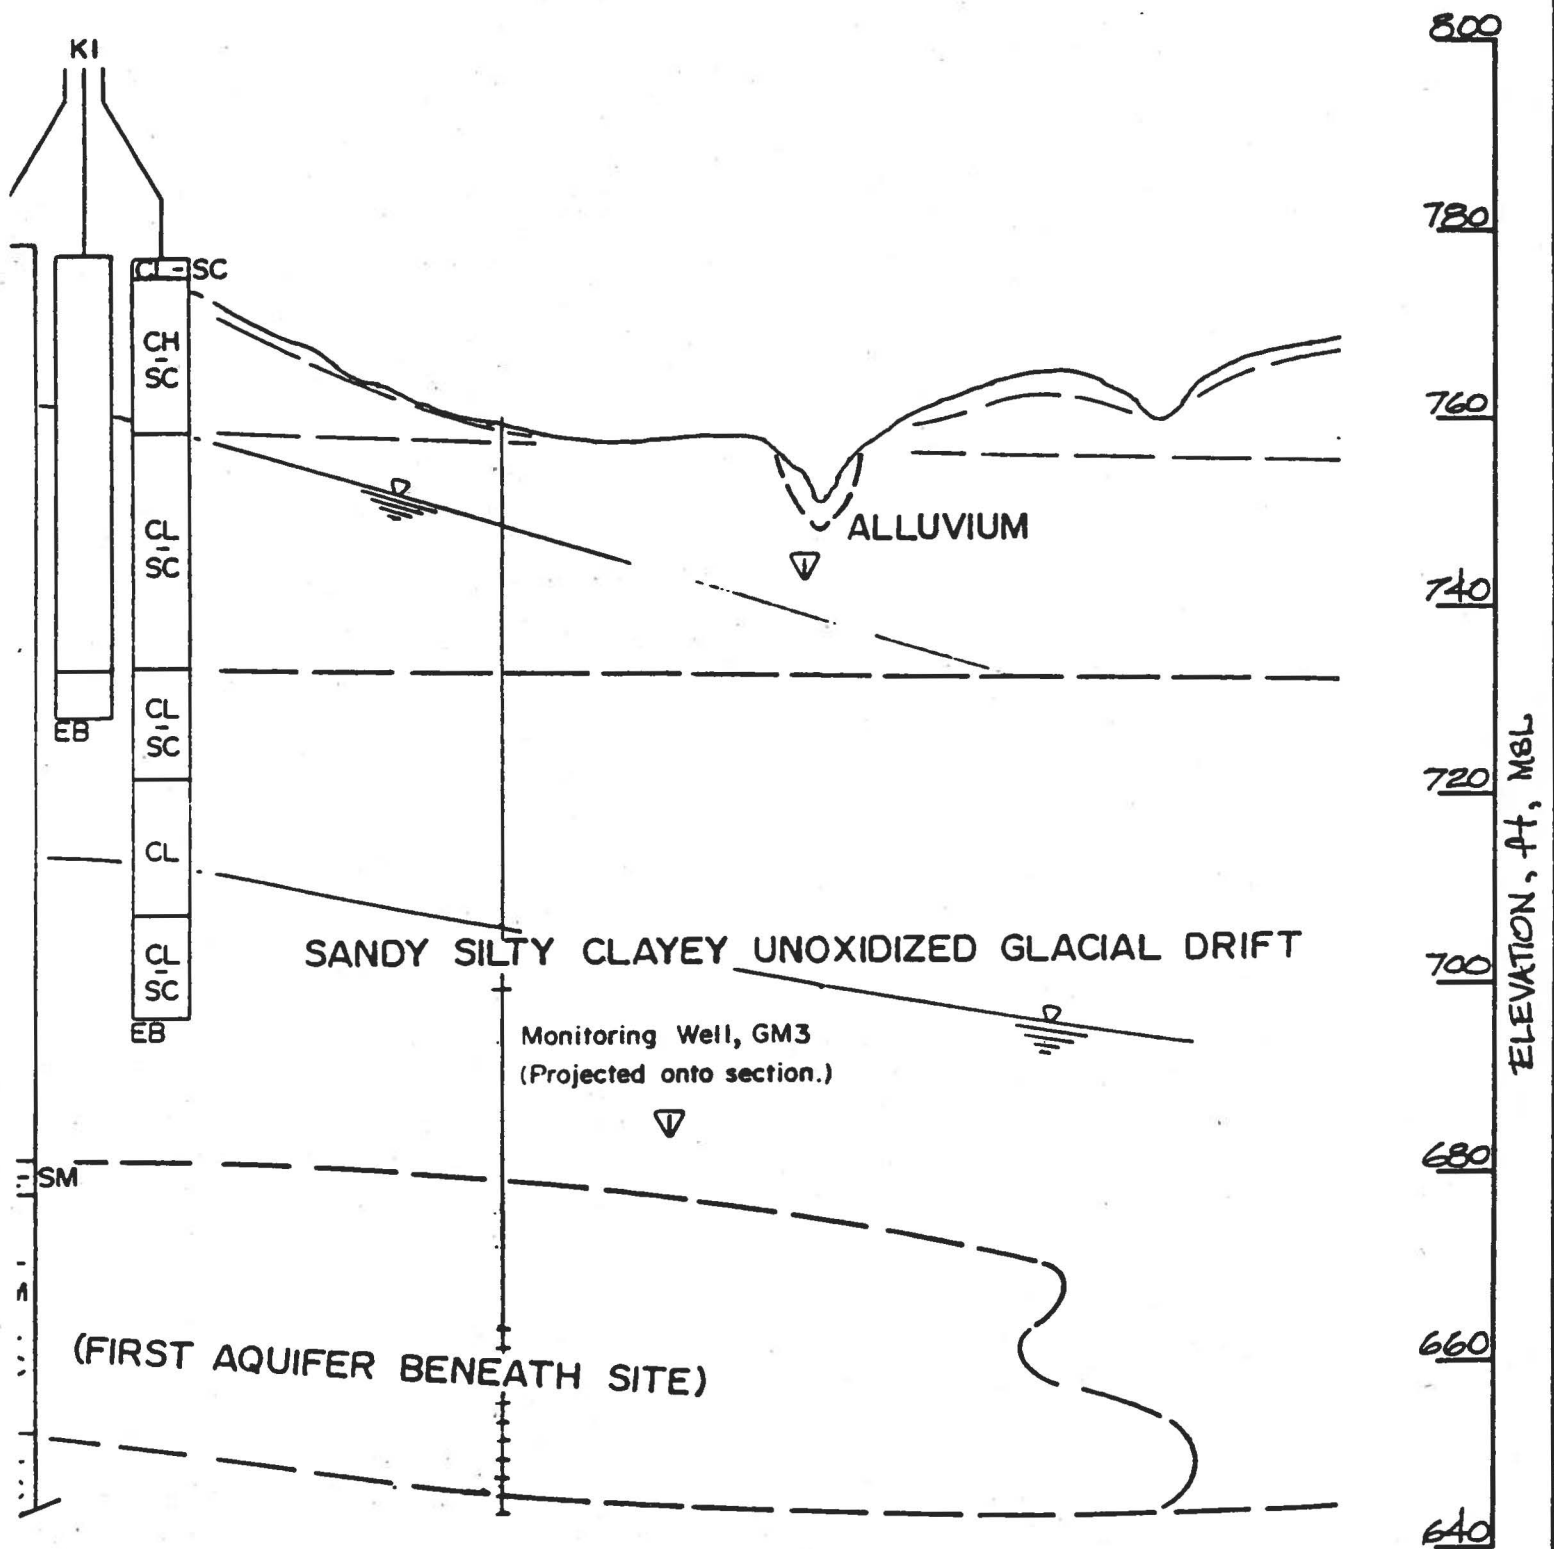 KI
800
780
CL-SC
CH
-
SC
760
CL
-
SC
ALLUVIUM
740
CL
-
SC
EB
720
CL
SANDY SILTY CLAYEY UNOXIDIZED GLACIAL DRIFT
700
CL
-
SC
EB
Monitoring Well, GM3
(Projected onto section.)
ELEVATION, ft, MSL
680
SM
660
(FIRST AQUIFER BENEATH SITE)
640